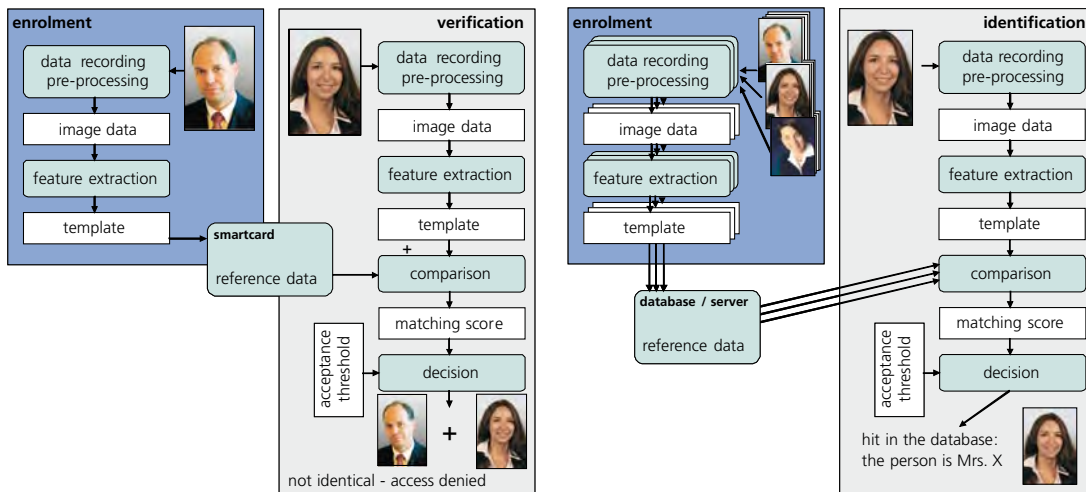 enrolment
data recording
pre-processing
image data
feature extraction
template
smartcard
reference data
verification
data recording
pre-processing
image data
feature extraction
template
+
comparison
matching score
acceptance
threshold
decision
+
not identical - access denied
enrolment
data recording
pre-processing
image data
feature extraction
template
database / server
reference data
identification
data recording
pre-processing
image data
feature extraction
template
comparison
matching score
acceptance
threshold
decision
hit in the database:
the person is Mrs. X